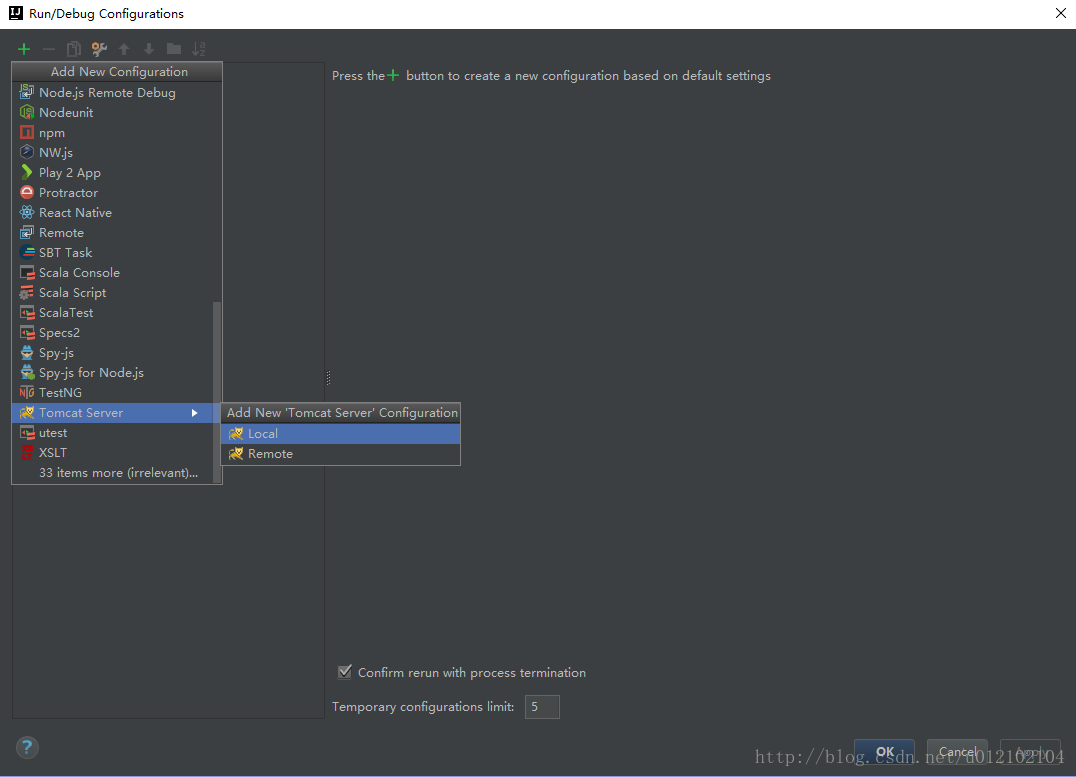 Run/Debug Configurations
Add New Configuration
Press the + button to create a new configuration based on default settings
Node.js Remote Debug
Nodeunit
npm
NW.js
Play 2 App
Protractor
React Native
Remote
SBT Task
Scala Console
Scala Script
ScalaTest
Specs2
Spy-js
Spy-js for Node.js
TestNG
Tomcat Server
utest
XSLT
33 items more (irrelevant)...
Add New 'Tomcat Server' Configuration
Local
Remote
Confirm rerun with process termination
Temporary configurations limit: 5
?
OK
Cancel
Apply
http://blog.csdn.net/u012102104